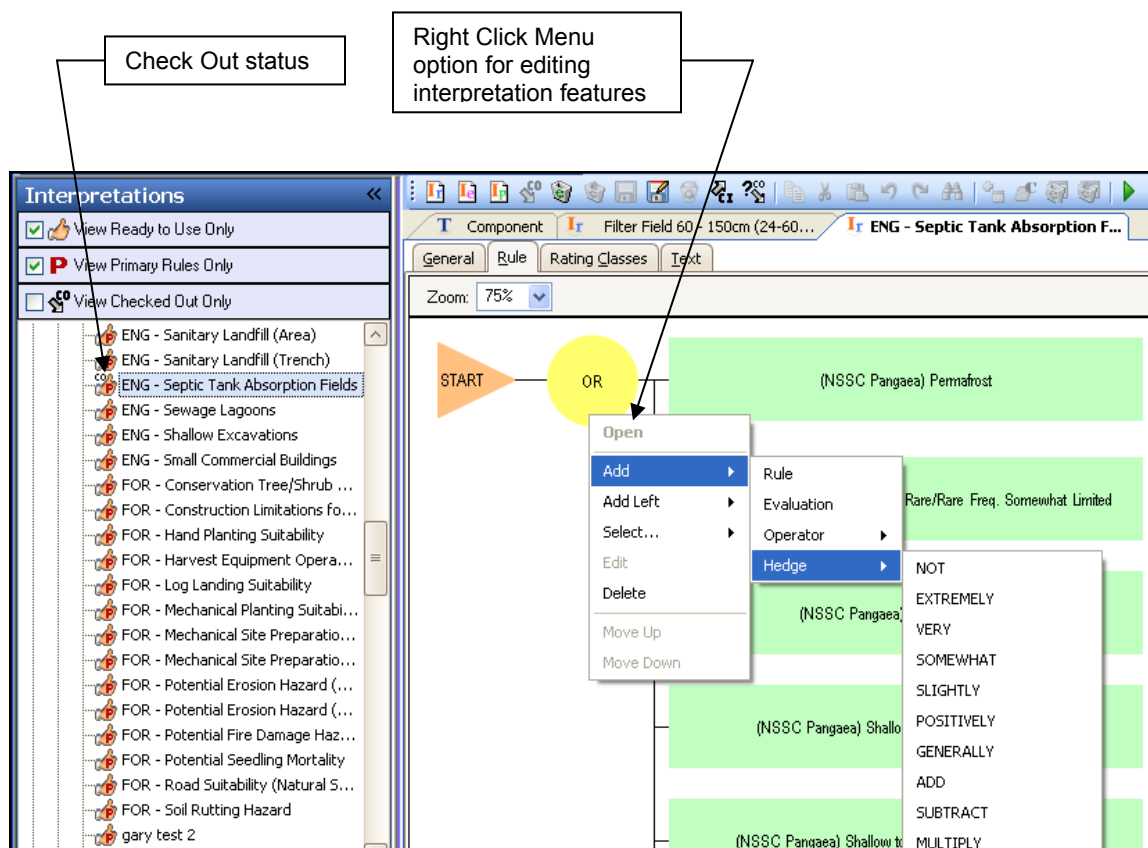 Check Out status
Right Click Menu
option for editing
interpretation features
Interpretations
View Ready to Use Only
P View Primary Rules Only
View Checked Out Only
ENG - Sanitary Landfill (Area)
ENG - Sanitary Landfill (Trench)
ENG - Septic Tank Absorption Fields
ENG - Sewage Lagoons
ENG - Shallow Excavations
ENG - Small Commercial Buildings
FOR - Conservation Tree/Shrub ...
FOR - Construction Limitations fo...
FOR - Hand Planting Suitability
FOR - Harvest Equipment Opera...
FOR - Log Landing Suitability
FOR - Mechanical Planting Suitabi...
FOR - Mechanical Site Preparatio...
FOR - Mechanical Site Preparatio...
FOR - Potential Erosion Hazard (...
FOR - Potential Erosion Hazard (...
FOR - Potential Fire Damage Haz...
FOR - Potential Seedling Mortality
FOR - Road Suitability (Natural S...
FOR - Soil Rutting Hazard
gary test 2
T Component
Ir Filter Field 60 - 150cm (24-60...
Ir ENG - Septic Tank Absorption F...
General Rule Rating Classes Text
Zoom: 75%
START
OR
(NSSC Pangaea) Permafrost
Rare/Rare Freq. Somewhat Limited
(NSSC Pangaea)
(NSSC Pangaea) Shallo
(NSSC Pangaea) Shallow to
Open
Add
Add Left
Select...
Edit
Delete
Move Up
Move Down
Rule
Evaluation
Operator
Hedge
NOT
EXTREMELY
VERY
SOMEWHAT
SLIGHTLY
POSITIVELY
GENERALLY
ADD
SUBTRACT
MULTIPLY